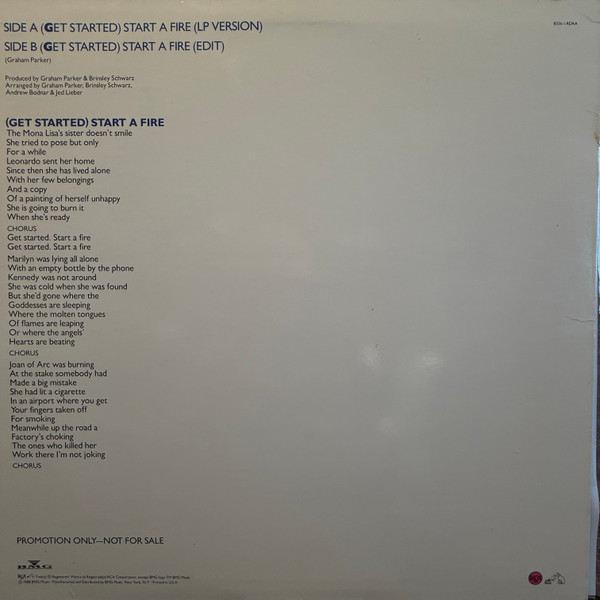 SIDE A (GET STARTED) START A FIRE (LP VERSION)
SIDE B (GET STARTED) START A FIRE (EDIT)
(Graham Parker)
Produced by Graham Parker & Brinsley Schwarz
Arranged by Graham Parker, Brinsley Schwarz,
Andrew Bodnar & Jed Lieber
(GET STARTED) START A FIRE
The Mona Lisa's sister doesn't smile
She tried to pose but only
For a while
Leonardo sent her home
Since then she has lived alone
With her few belongings
And a copy
Of a painting of herself unhappy
She is going to burn it
When she's ready
CHORUS
Get started. Start a fire
Get started. Start a fire
Marilyn was lying all alone
With an empty bottle by the phone
Kennedy was not around
She was cold when she was found
But she'd gone where the
Goddesses are sleeping
Where the molten tongues
Of flames are leaping
Or where the angels'
Hearts are beating
CHORUS
Joan of Arc was burning
At the stake somebody had
Made a big mistake
She had lit a cigarette
In an airport where you get
Your fingers taken off
For smoking
Meanwhile up the road a
Factory's choking
The ones who killed her
Work there I'm not joking
CHORUS
PROMOTION ONLY—NOT FOR SALE
BMG